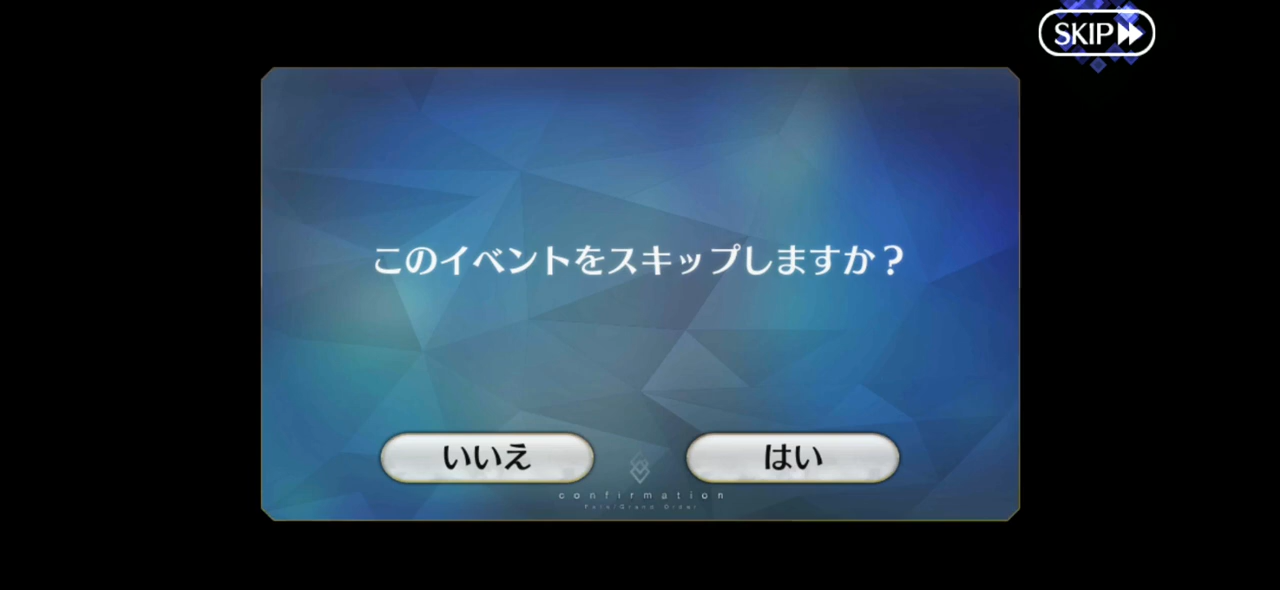 SKIP
このイベントをスキップしますか？
いいえ
はい
confirmation
Fate/Grand Order